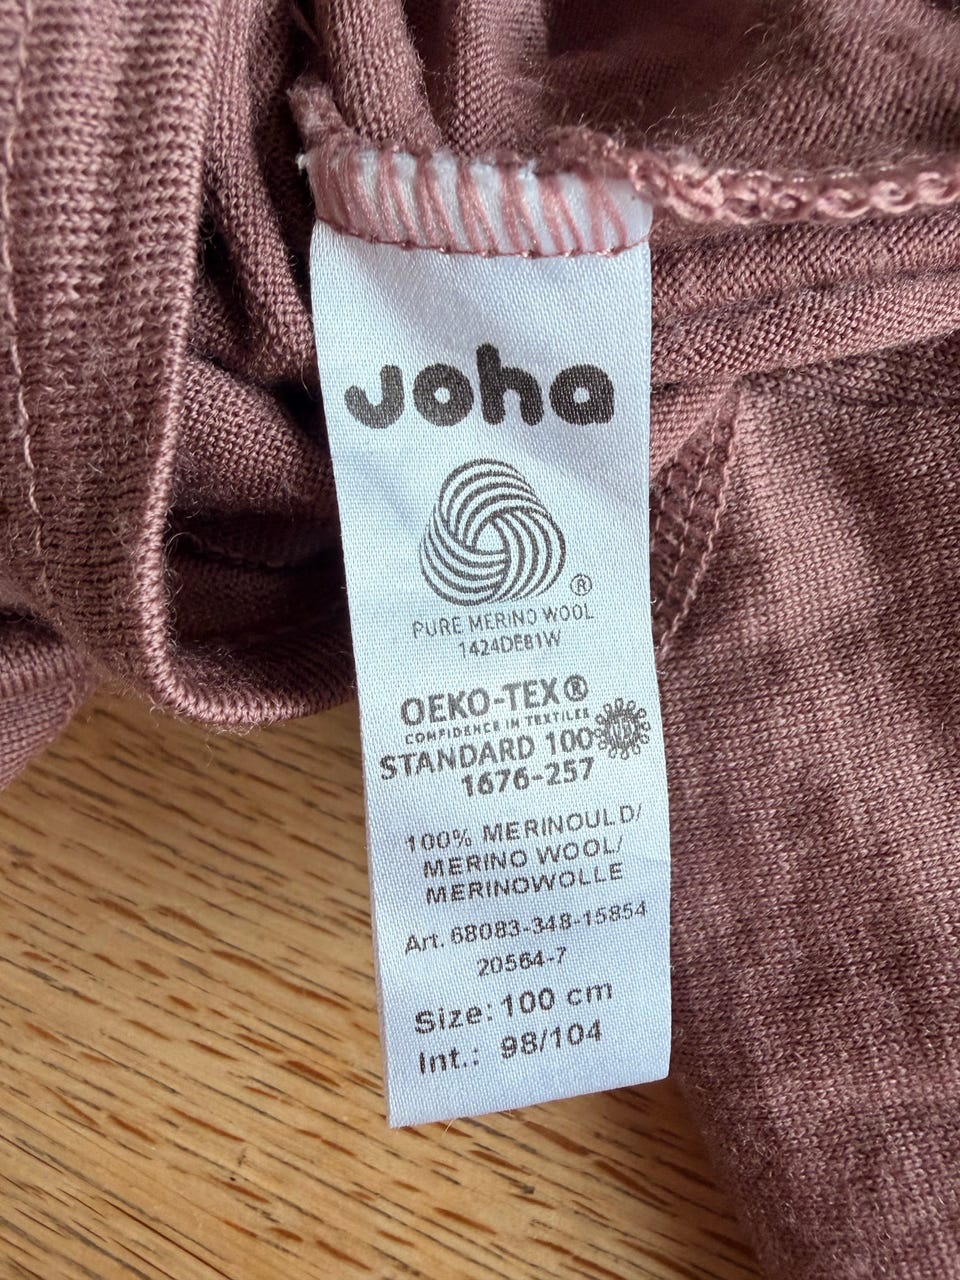 joha
®
PURE MERINO WOOL
1424DE81W
OEKO-TEX®
CONFIDENCE IN TEXTILES
STANDARD 100
1676-257
100% MERINOULD/
MERINO WOOL/
MERINOWOLLE
Art. 68083-348-15854
20564-7
Size: 100 cm
Int.: 98/104